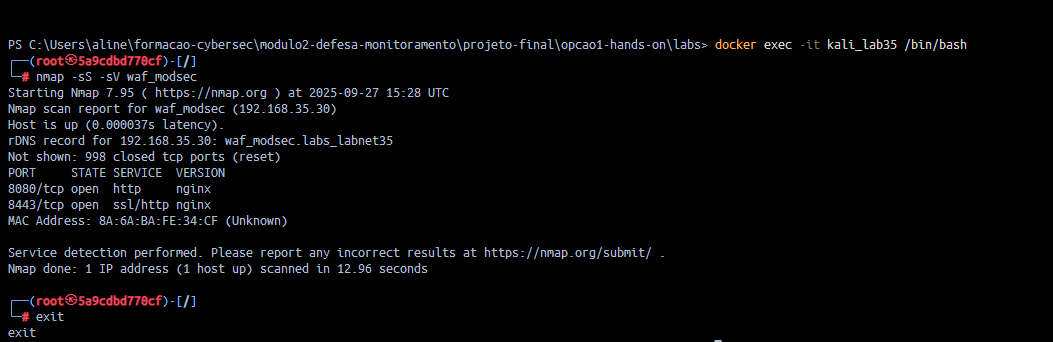 PS C:\Users\aline\formacao-cybersec\modulo2-defesa-monitoramento\projeto-final\opcao1-hands-on\labs> docker exec -it kali_lab35 /bin/bash
┌──(root㉿5a9cdbd770cf)-[/]
└─# nmap -sS -sV waf_modsec
Starting Nmap 7.95 ( https://nmap.org ) at 2025-09-27 15:28 UTC
Nmap scan report for waf_modsec (192.168.35.30)
Host is up (0.000037s latency).
rDNS record for 192.168.35.30: waf_modsec.labs_labnet35
Not shown: 998 closed tcp ports (reset)
PORT     STATE SERVICE  VERSION
8080/tcp open  http     nginx
8443/tcp open  ssl/http nginx
MAC Address: 8A:6A:BA:FE:34:CF (Unknown)
Service detection performed. Please report any incorrect results at https://nmap.org/submit/ .
Nmap done: 1 IP address (1 host up) scanned in 12.96 seconds
┌──(root㉿5a9cdbd770cf)-[/]
└─# exit
exit